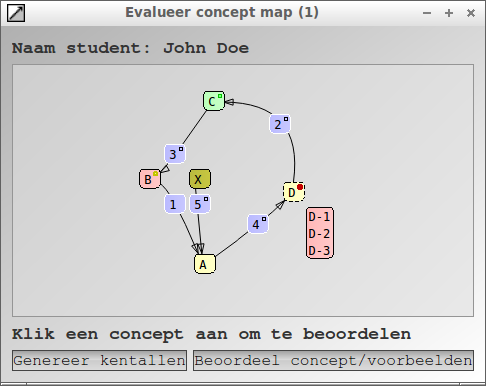 Evalueer concept map (1)
Naam student: John Doe
C
2
3
B
X
D
1
5
D-1
4
D-2
D-3
A
Klik een concept aan om te beoordelen
Genereer kentallen
Beoordeel concept/voorbeelden